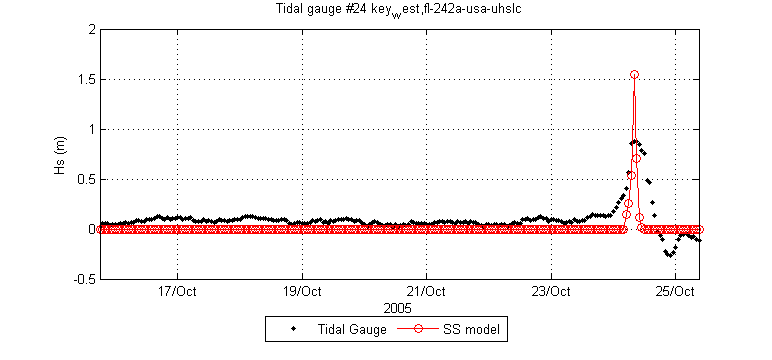 Tidal gauge #24 key_west,fl-242a-usa-uhslc
2
1.5
1
0.5
0
-0.5
Hs (m)
17/Oct 19/Oct 21/Oct 23/Oct 25/Oct
2005
Tidal Gauge SS model